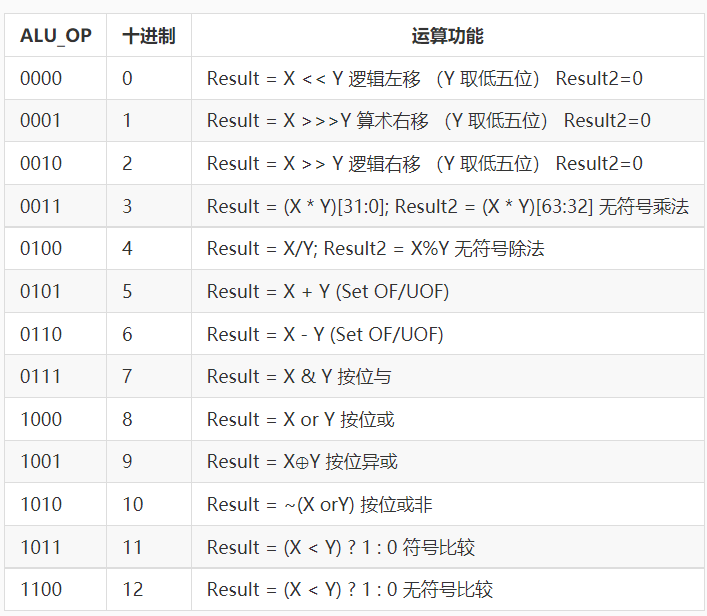 ALU_OP 十进制 运算功能
0000 0 Result = X << Y 逻辑左移 （Y 取低五位） Result2=0
0001 1 Result = X >>>Y 算术右移 （Y 取低五位） Result2=0
0010 2 Result = X >> Y 逻辑右移 （Y 取低五位） Result2=0
0011 3 Result = (X * Y)[31:0]; Result2 = (X * Y)[63:32] 无符号乘法
0100 4 Result = X/Y; Result2 = X%Y 无符号除法
0101 5 Result = X + Y (Set OF/UOF)
0110 6 Result = X - Y (Set OF/UOF)
0111 7 Result = X & Y 按位与
1000 8 Result = X or Y 按位或
1001 9 Result = X⊕Y 按位异或
1010 10 Result = ~(X orY) 按位或非
1011 11 Result = (X < Y) ? 1 : 0 符号比较
1100 12 Result = (X < Y) ? 1 : 0 无符号比较